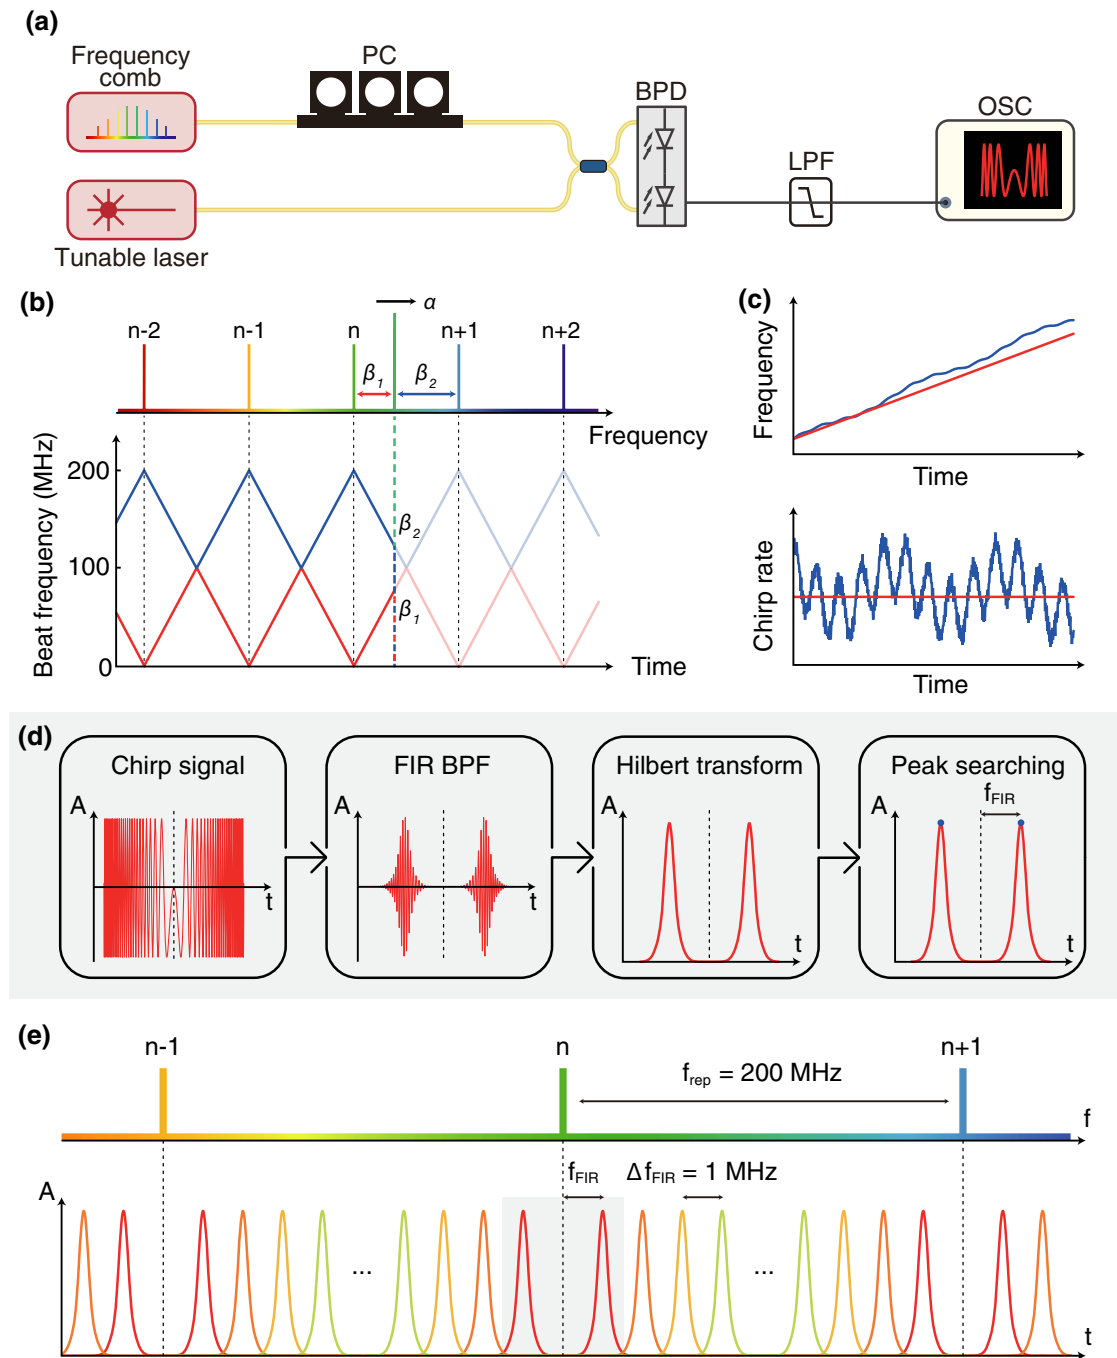 (a)
Frequency
comb
PC
BPD
OSC
LPF
Tunable laser
(b)
α
n-2
n-1
n
n+1
n+2
β1
β2
Frequency
Beat frequency (MHz)
200
100
0
β2
β1
Time
(c)
Frequency
Time
Chirp rate
Time
(d)
Chirp signal
A
t
FIR BPF
A
t
Hilbert transform
A
t
Peak searching
A
fFIR
t
(e)
n-1
n
n+1
frep = 200 MHz
f
fFIR
ΔfFIR = 1 MHz
A
...
...
t